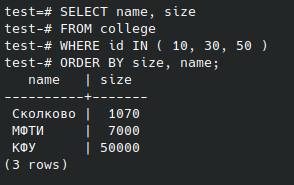 test=# SELECT name, size
test-# FROM college
test-# WHERE id IN ( 10, 30, 50 )
test-# ORDER BY size, name;
   name   | size
----------+-------
 Сколково |  1070
 МФТИ     |  7000
 КФУ      | 50000
(3 rows)